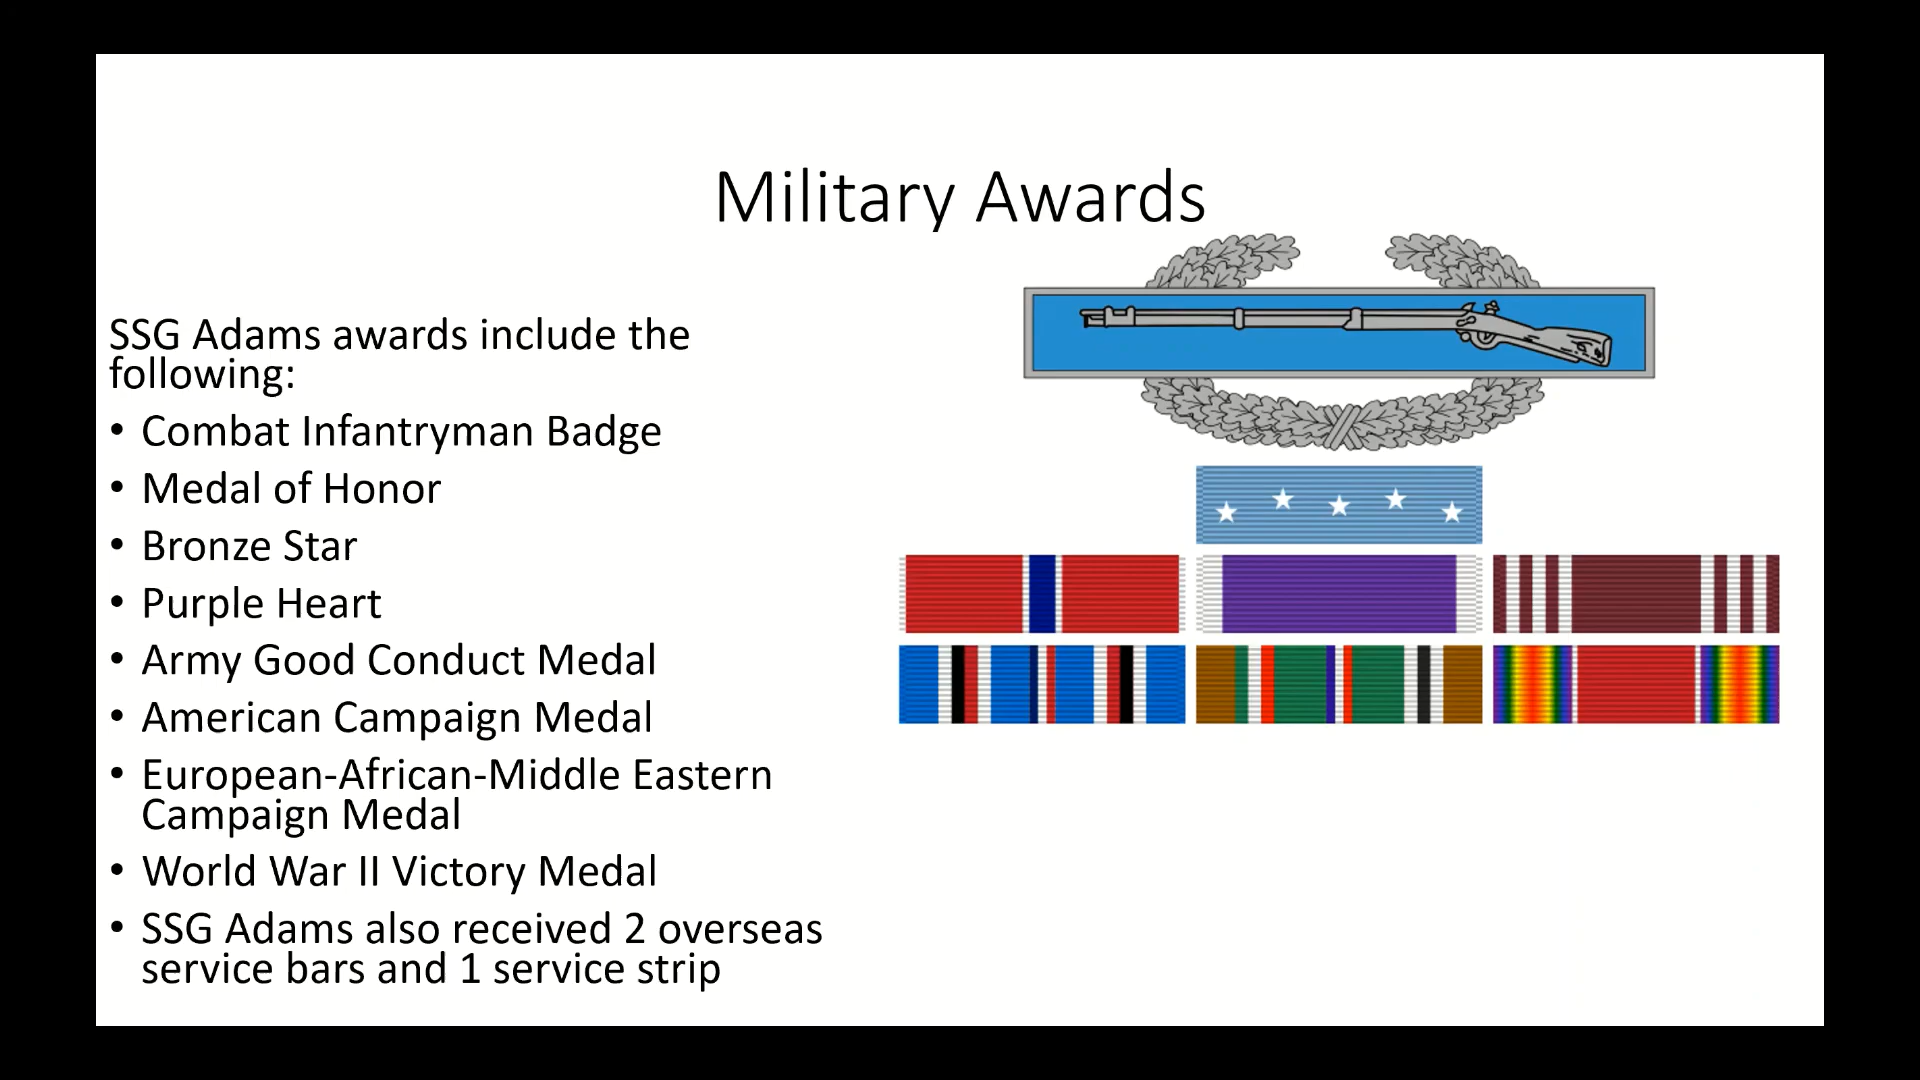 Military Awards
SSG Adams awards include the
following:
• Combat Infantryman Badge
• Medal of Honor
• Bronze Star
• Purple Heart
• Army Good Conduct Medal
• American Campaign Medal
• European-African-Middle Eastern
Campaign Medal
• World War II Victory Medal
• SSG Adams also received 2 overseas
service bars and 1 service strip